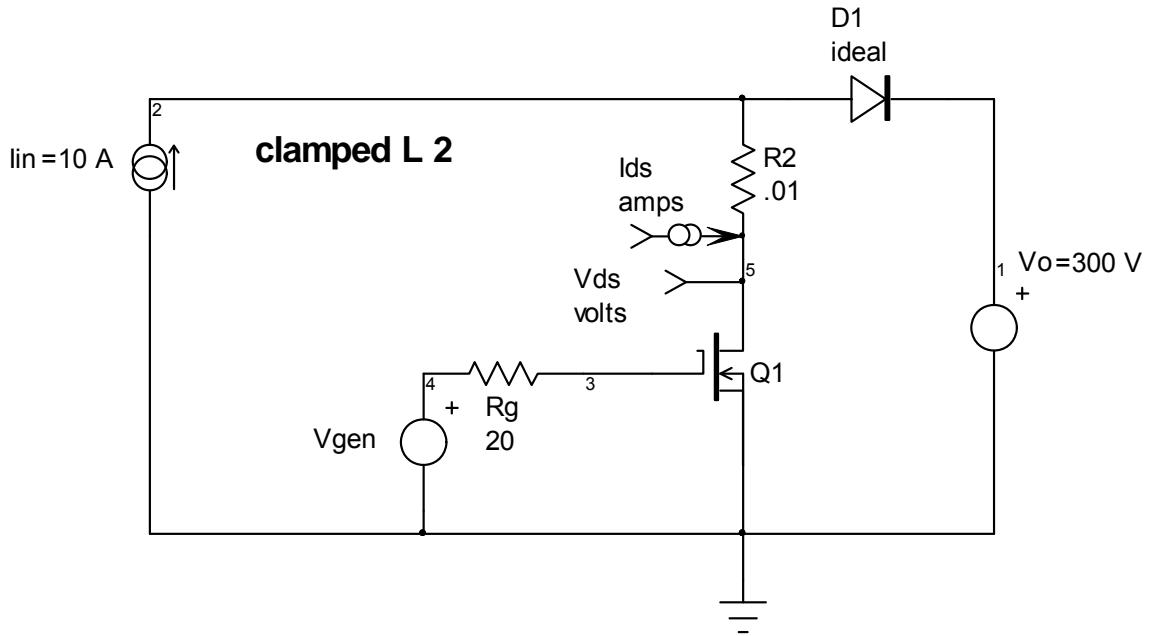 D1
ideal
2
clamped L 2
Iin=10 A
R2
.01
Ids
amps
5
Vds
volts
1
Vo=300 V
+
Q1
4
3
+
Rg
20
Vgen